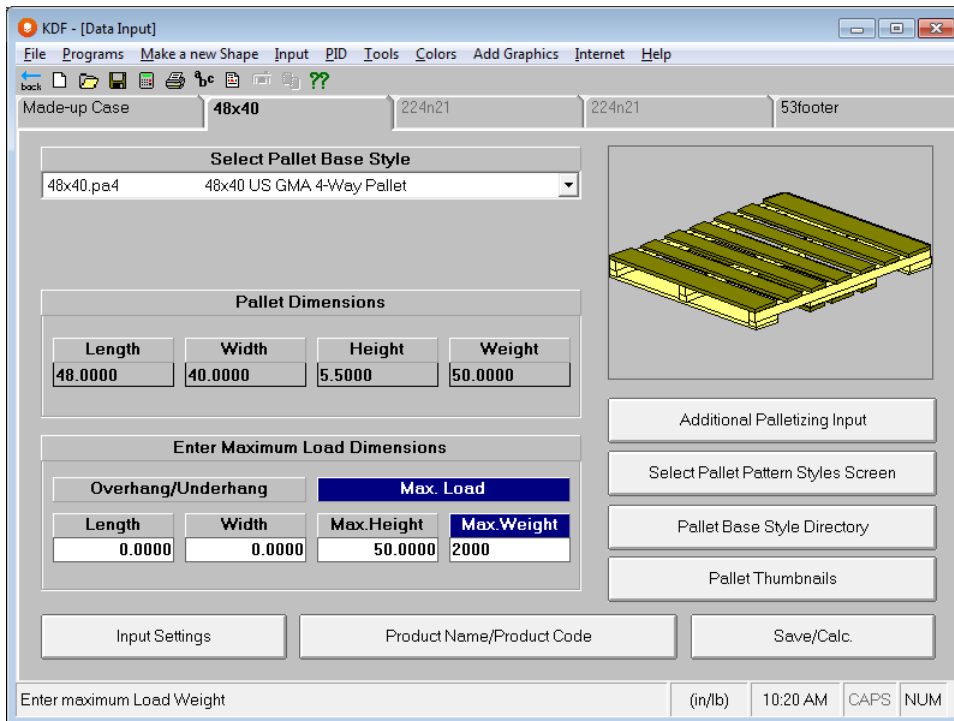 KDF - [Data Input]
File Programs Make a new Shape Input PID Tools Colors Add Graphics Internet Help
back abc ??
Made-up Case 48x40 224n21 224n21 53footer
Select Pallet Base Style
48x40.pa4 48x40 US GMA 4-Way Pallet
Pallet Dimensions
Length Width Height Weight
48.0000 40.0000 5.5000 50.0000
Additional Palletizing Input
Enter Maximum Load Dimensions
Select Pallet Pattern Styles Screen
Overhang/Underhang Max. Load
Length Width Max.Height Max.Weight
Pallet Base Style Directory
0.0000 0.0000 50.0000 2000
Pallet Thumbnails
Input Settings Product Name/Product Code Save/Calc.
Enter maximum Load Weight (in/lb) 10:20 AM CAPS NUM